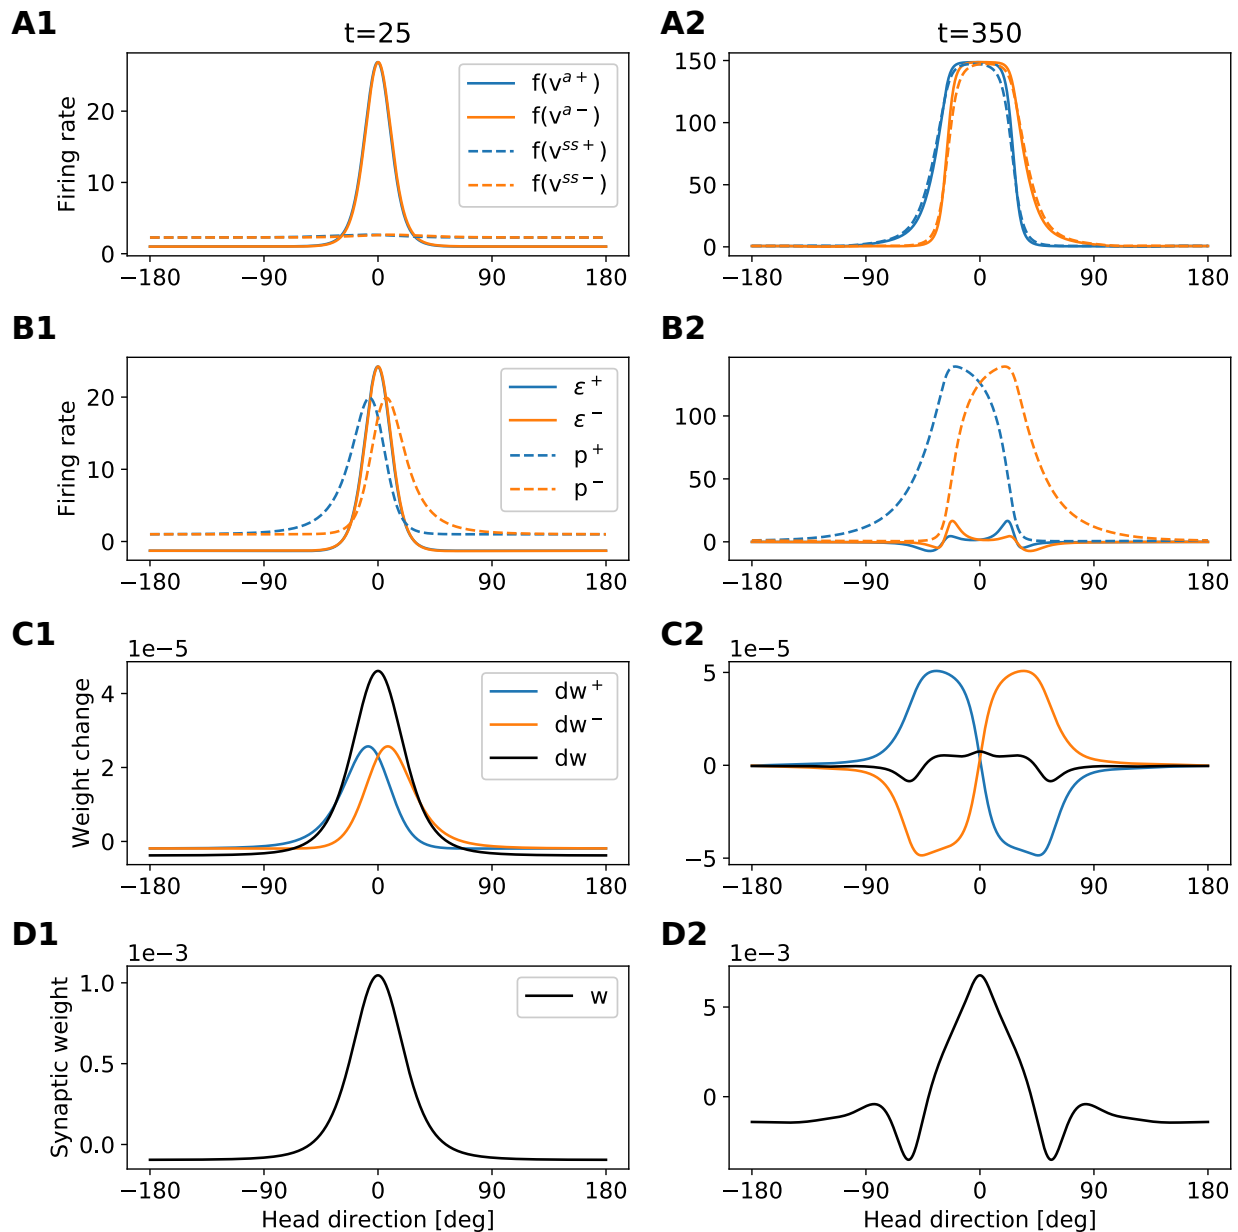 A1
t=25
Firing rate
20
10
0
f(v^{a+})
f(v^{a−})
f(v^{ss+})
f(v^{ss−})
−180 −90 0 90 180
A2
t=350
150
100
50
0
−180 −90 0 90 180
B1
Firing rate
20
10
0
ε⁺
ε⁻
p⁺
p⁻
−180 −90 0 90 180
B2
100
50
0
−180 −90 0 90 180
C1
1e−5
Weight change
4
2
0
dw⁺
dw⁻
dw
−180 −90 0 90 180
C2
1e−5
5
0
−5
−180 −90 0 90 180
D1
1e−3
Synaptic weight
1.0
0.5
0.0
w
−180 −90 0 90 180
Head direction [deg]
D2
1e−3
5
0
−180 −90 0 90 180
Head direction [deg]